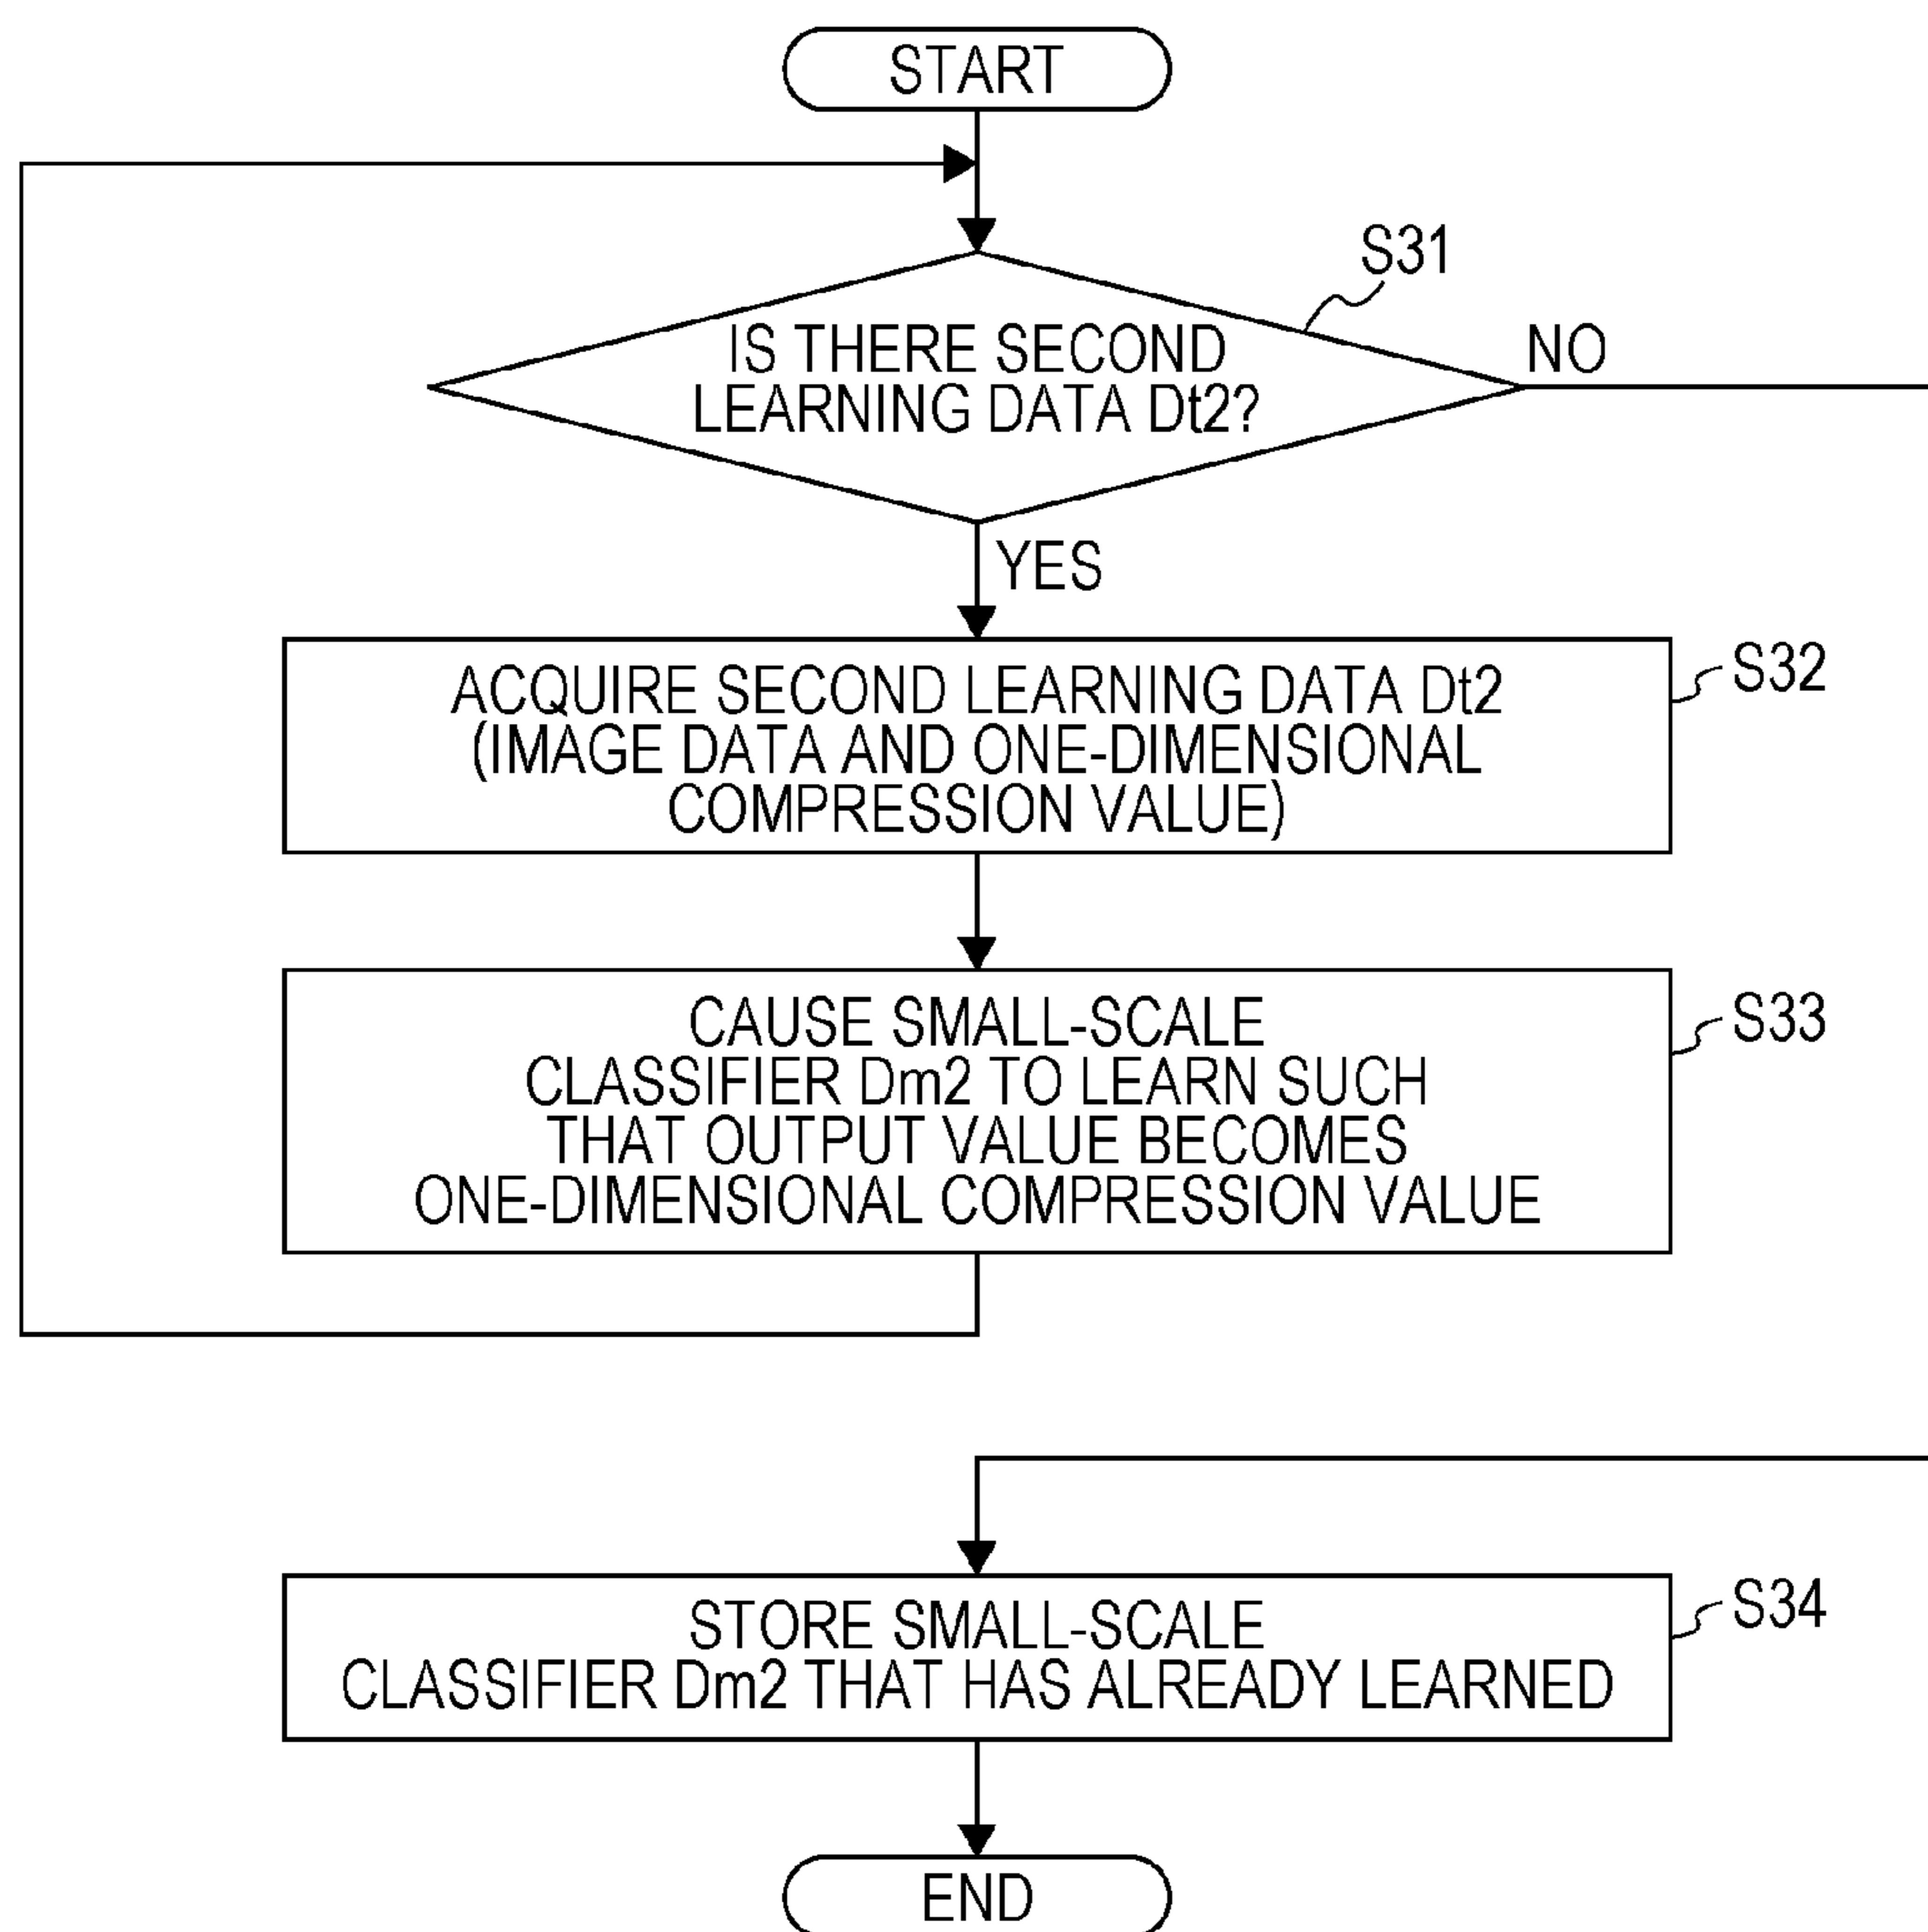 START
S31
IS THERE SECOND
LEARNING DATA Dt2?
NO
YES
ACQUIRE SECOND LEARNING DATA Dt2
(IMAGE DATA AND ONE-DIMENSIONAL
COMPRESSION VALUE)
S32
CAUSE SMALL-SCALE
CLASSIFIER Dm2 TO LEARN SUCH
THAT OUTPUT VALUE BECOMES
ONE-DIMENSIONAL COMPRESSION VALUE
S33
STORE SMALL-SCALE
CLASSIFIER Dm2 THAT HAS ALREADY LEARNED
S34
END